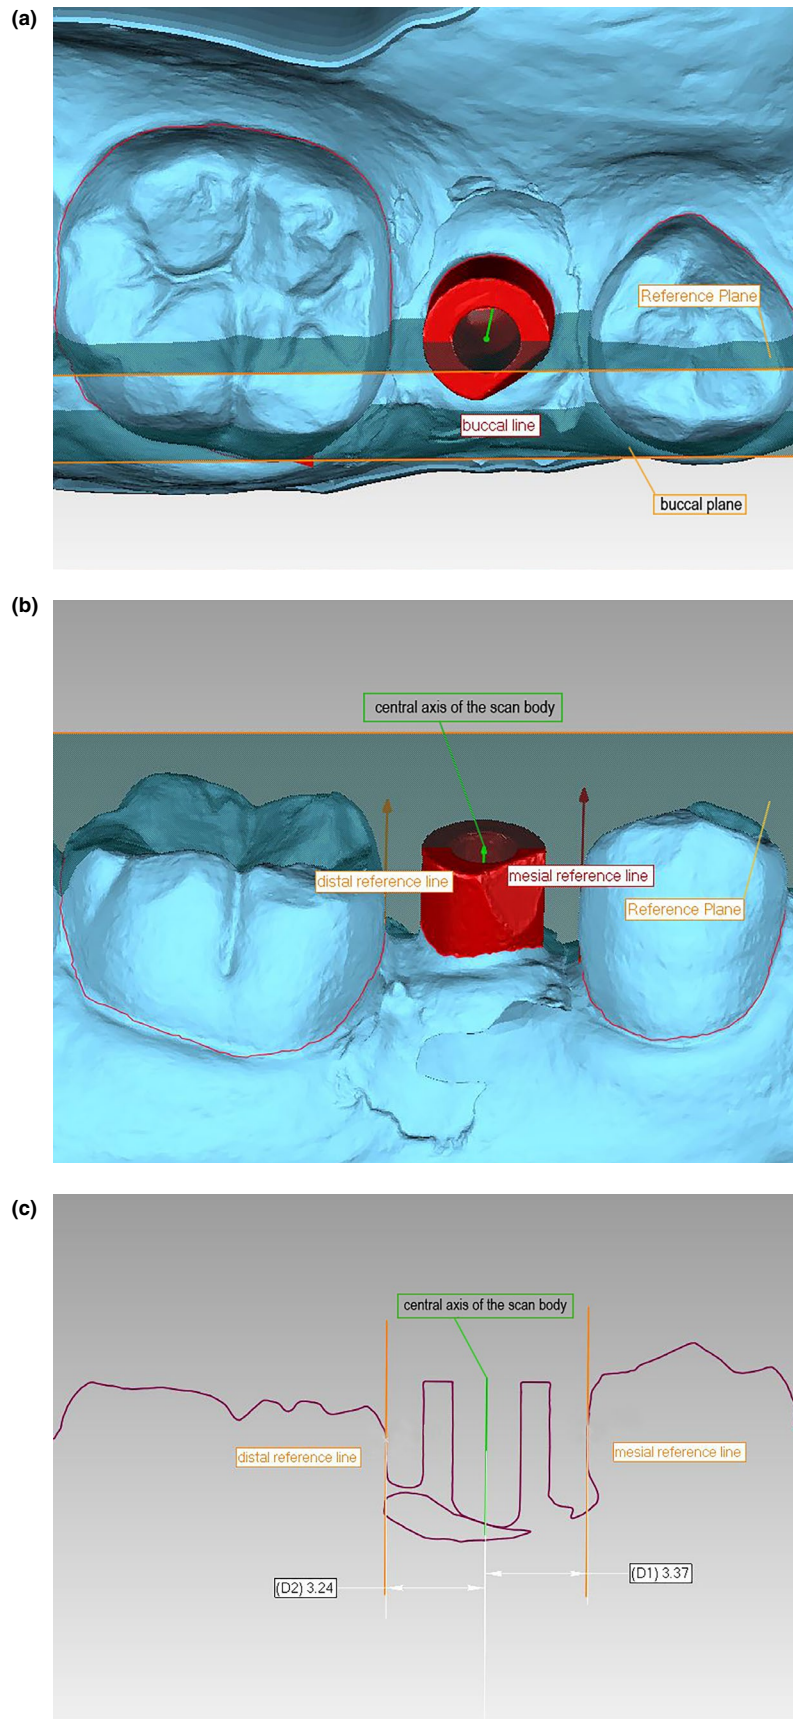 (a)
Reference Plane
buccal line
buccal plane
(b)
central axis of the scan body
distal reference line
mesial reference line
Reference Plane
(c)
central axis of the scan body
distal reference line
mesial reference line
(D2) 3.24
(D1) 3.37